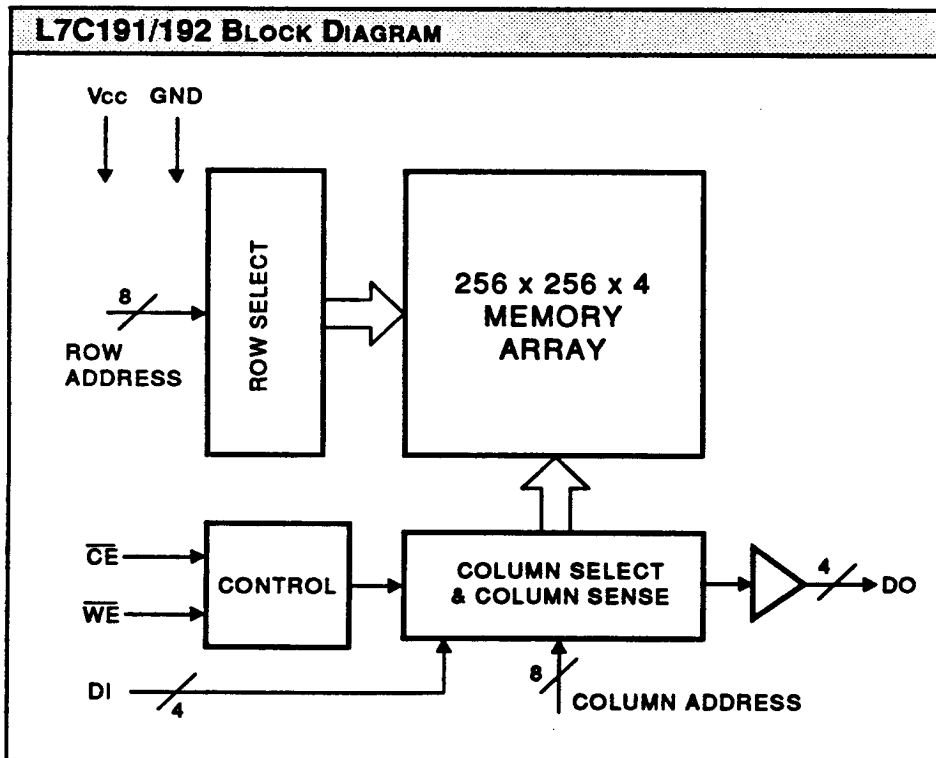 L7C191/192 BLOCK DIAGRAM
Vcc GND
ROW SELECT
256 x 256 x 4
MEMORY
ARRAY
8
ROW
ADDRESS
CE
WE
CONTROL
COLUMN SELECT
& COLUMN SENSE
4
DO
DI
4
8
COLUMN ADDRESS